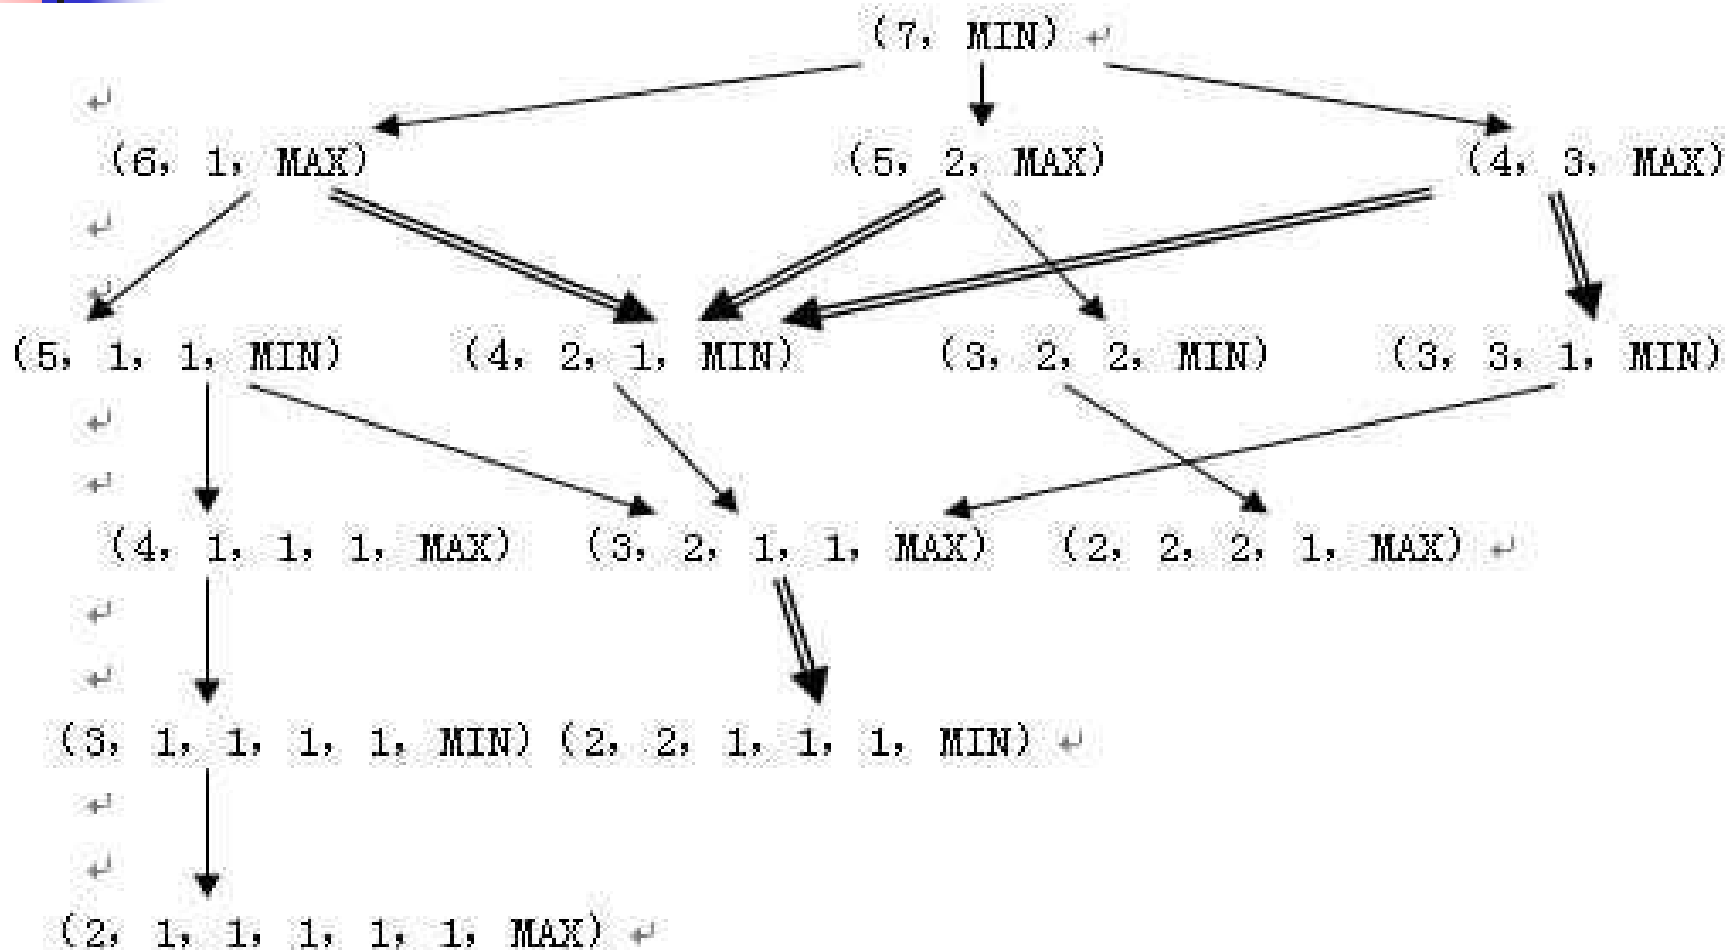 (7, MIN) ↵
↵
(6, 1, MAX) (5, 2, MAX) (4, 3, MAX)
↵
↵
(5, 1, 1, MIN) (4, 2, 1, MIN) (3, 2, 2, MIN) (3, 3, 1, MIN)
↵
↵
(4, 1, 1, 1, MAX) (3, 2, 1, 1, MAX) (2, 2, 2, 1, MAX) ↵
↵
↵
(3, 1, 1, 1, 1, MIN) (2, 2, 1, 1, 1, MIN) ↵
↵
↵
(2, 1, 1, 1, 1, 1, MAX) ↵